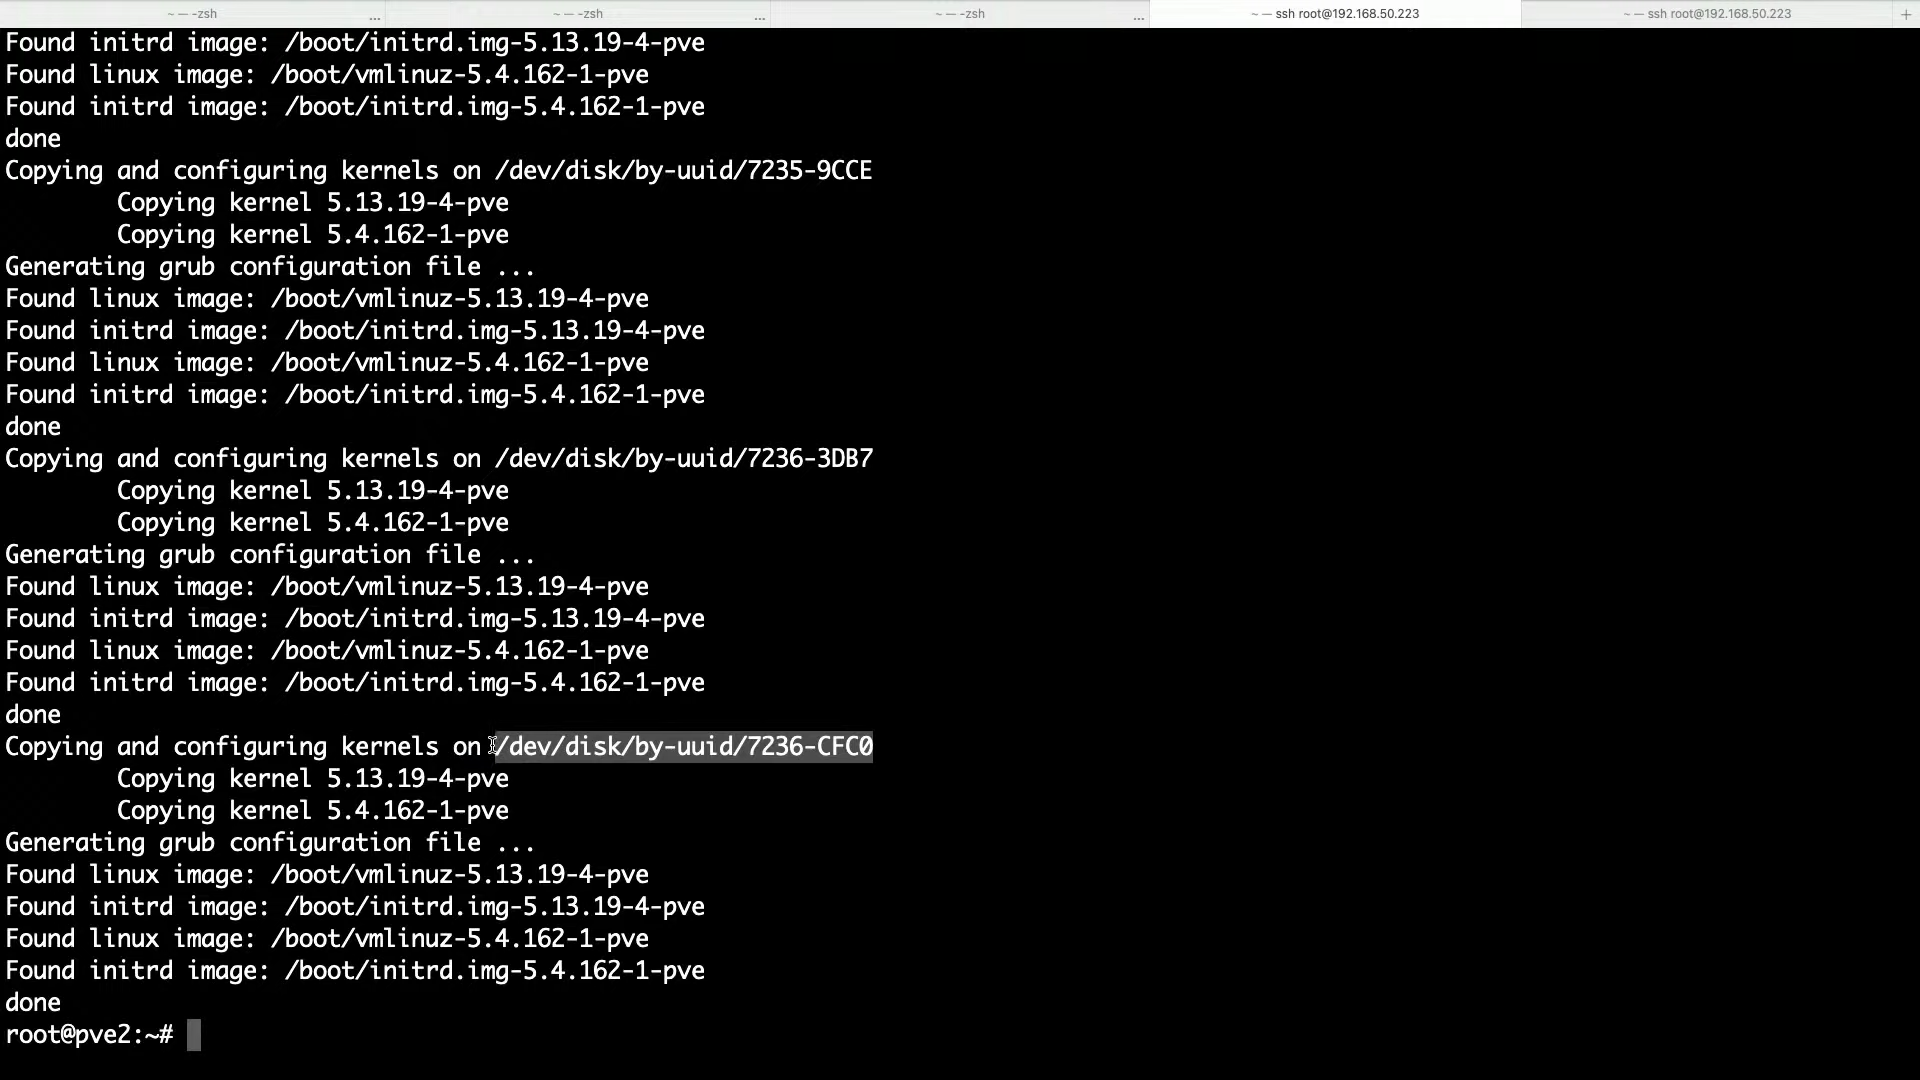 ~ — -zsh ... ~ — -zsh ... ~ — -zsh ... ~ — ssh root@192.168.50.223 ~ — ssh root@192.168.50.223 +
Found initrd image: /boot/initrd.img-5.13.19-4-pve
Found linux image: /boot/vmlinuz-5.4.162-1-pve
Found initrd image: /boot/initrd.img-5.4.162-1-pve
done
Copying and configuring kernels on /dev/disk/by-uuid/7235-9CCE
Copying kernel 5.13.19-4-pve
Copying kernel 5.4.162-1-pve
Generating grub configuration file ...
Found linux image: /boot/vmlinuz-5.13.19-4-pve
Found initrd image: /boot/initrd.img-5.13.19-4-pve
Found linux image: /boot/vmlinuz-5.4.162-1-pve
Found initrd image: /boot/initrd.img-5.4.162-1-pve
done
Copying and configuring kernels on /dev/disk/by-uuid/7236-3DB7
Copying kernel 5.13.19-4-pve
Copying kernel 5.4.162-1-pve
Generating grub configuration file ...
Found linux image: /boot/vmlinuz-5.13.19-4-pve
Found initrd image: /boot/initrd.img-5.13.19-4-pve
Found linux image: /boot/vmlinuz-5.4.162-1-pve
Found initrd image: /boot/initrd.img-5.4.162-1-pve
done
Copying and configuring kernels on /dev/disk/by-uuid/7236-CFC0
Copying kernel 5.13.19-4-pve
Copying kernel 5.4.162-1-pve
Generating grub configuration file ...
Found linux image: /boot/vmlinuz-5.13.19-4-pve
Found initrd image: /boot/initrd.img-5.13.19-4-pve
Found linux image: /boot/vmlinuz-5.4.162-1-pve
Found initrd image: /boot/initrd.img-5.4.162-1-pve
done
root@pve2:~#